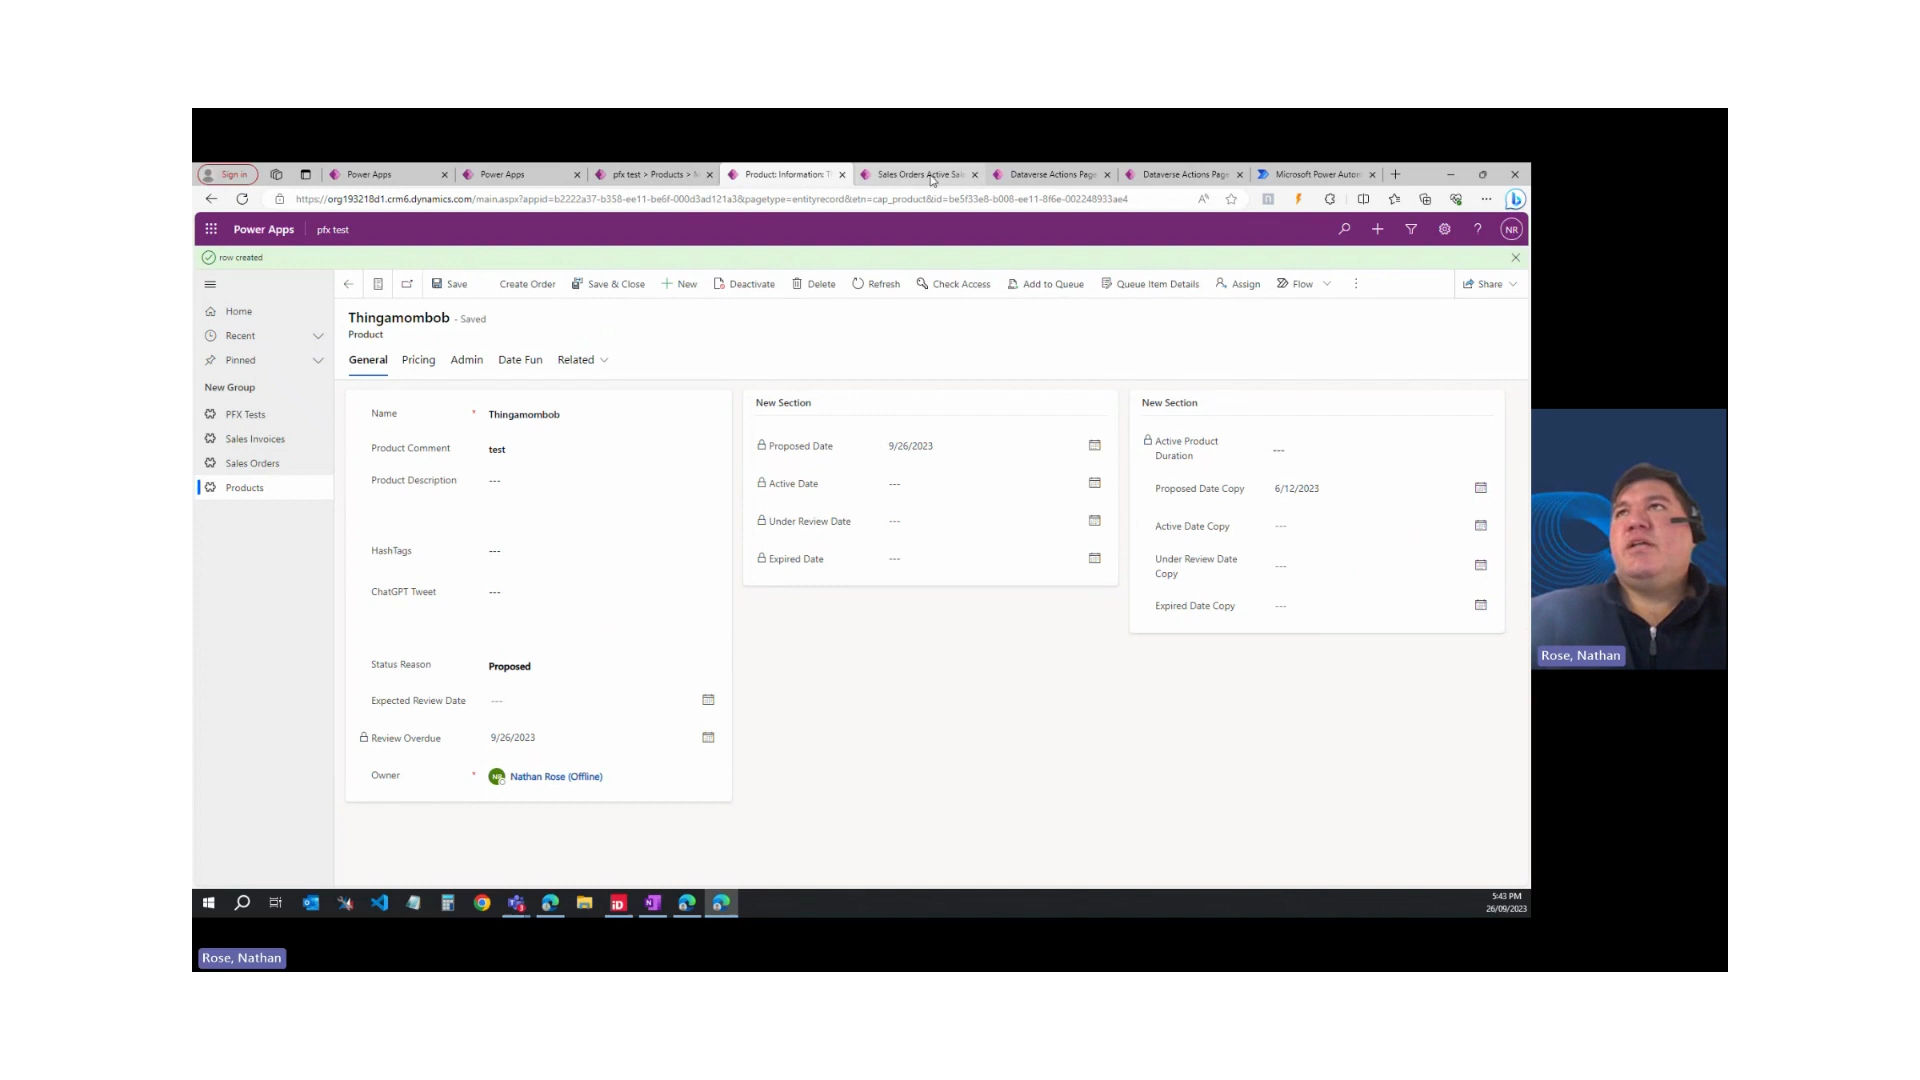 Sign in
Power Apps
Power Apps
pfx test > Products >
Product: Information: T
Sales Orders Active Sal
Dataverse Actions Page
Dataverse Actions Page
Microsoft Power Autom
https://org193218d1.crm6.dynamics.com/main.aspx?appid=b2222a37-b358-ee11-be6f-000d3ad121a3&pagetype=entityrecord&etn=cap_product&id=be5f33e8-b008-ee11-8f6e-002248933ae4
Power Apps pfx test
NR
row created
Save
Create Order
Save & Close
New
Deactivate
Delete
Refresh
Check Access
Add to Queue
Queue Item Details
Assign
Flow
Share
Home
Recent
Pinned
New Group
PFX Tests
Sales Invoices
Sales Orders
Products
Thingamombob - Saved
Product
General Pricing Admin Date Fun Related
Name * Thingamombob
Product Comment test
Product Description ---
HashTags ---
ChatGPT Tweet ---
Status Reason Proposed
Expected Review Date ---
Review Overdue 9/26/2023
Owner * Nathan Rose (Offline)
New Section
Proposed Date 9/26/2023
Active Date ---
Under Review Date ---
Expired Date ---
New Section
Active Product
Duration ---
Proposed Date Copy 6/12/2023
Active Date Copy ---
Under Review Date
Copy ---
Expired Date Copy ---
Rose, Nathan
iD
5:43 PM
26/09/2023
Rose, Nathan